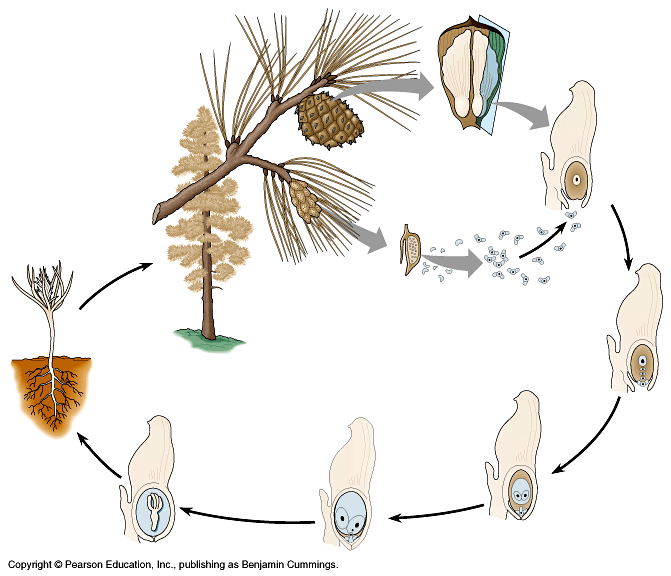 Copyright © Pearson Education, Inc., publishing as Benjamin Cummings.